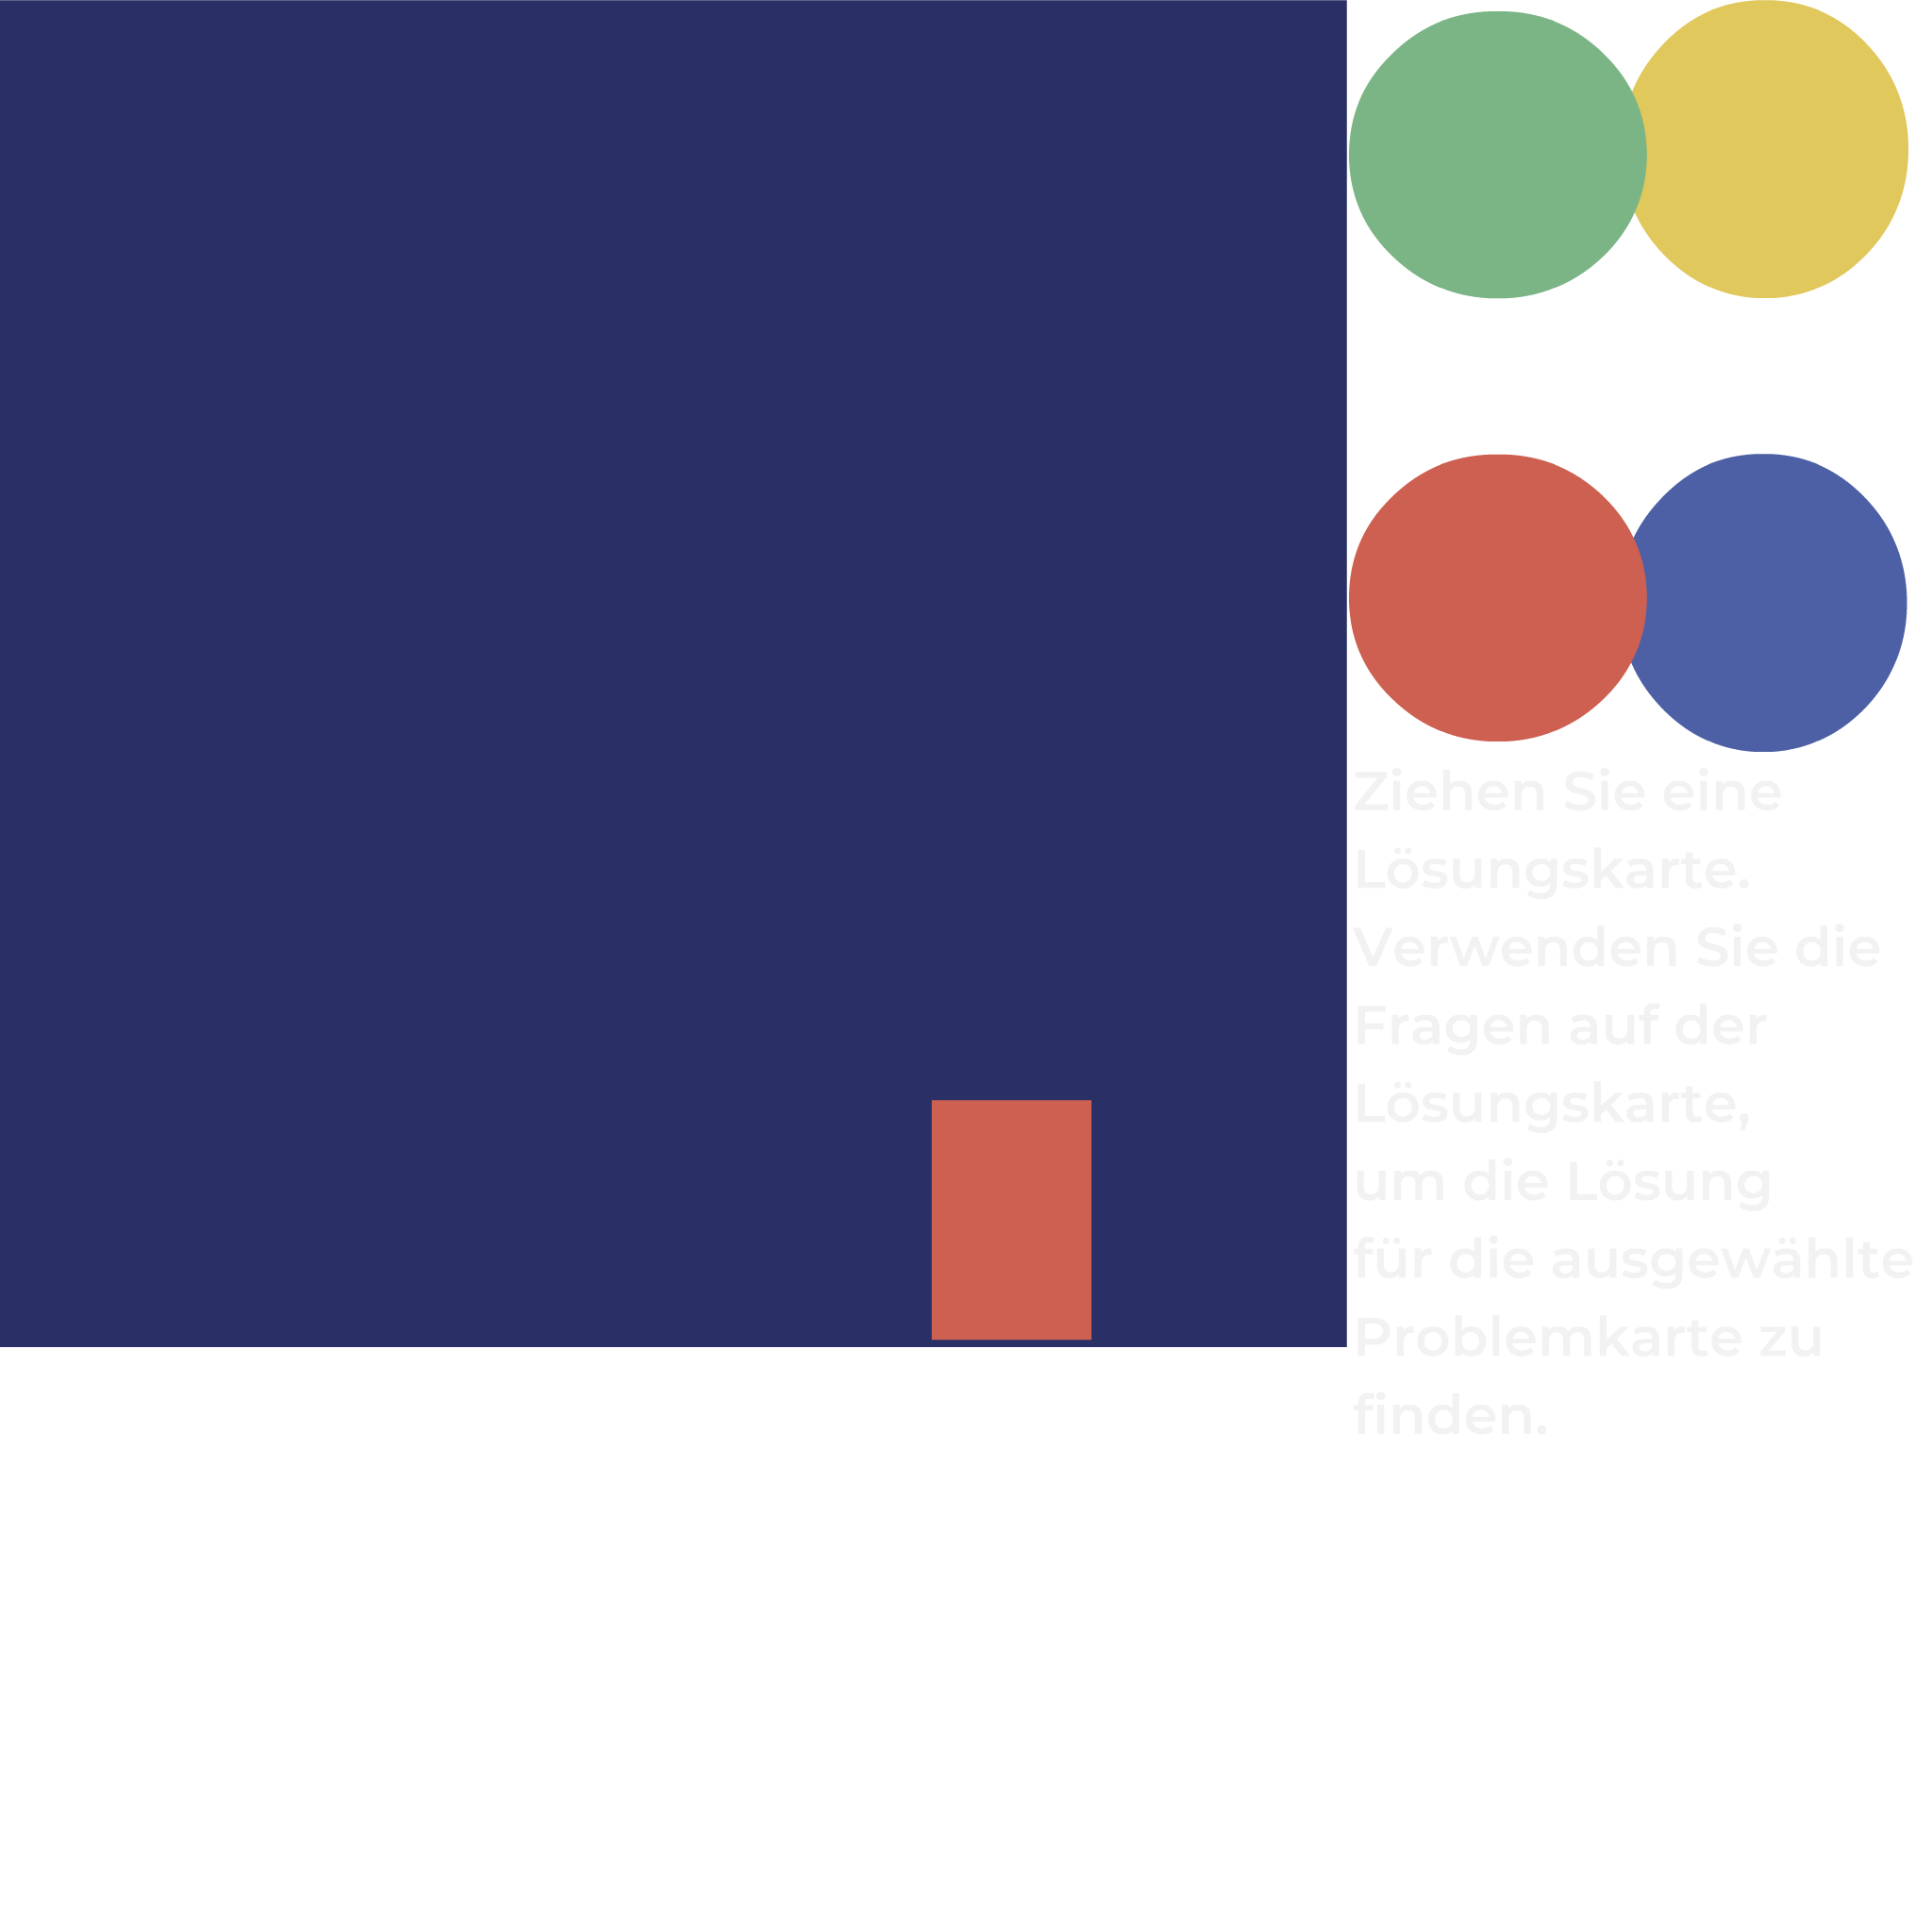 Ziehen Sie eine
Lösungskarte.
Verwenden Sie die
Fragen auf der
Lösungskarte,
um die Lösung
für die ausgewählte
Problemkarte zu
finden.